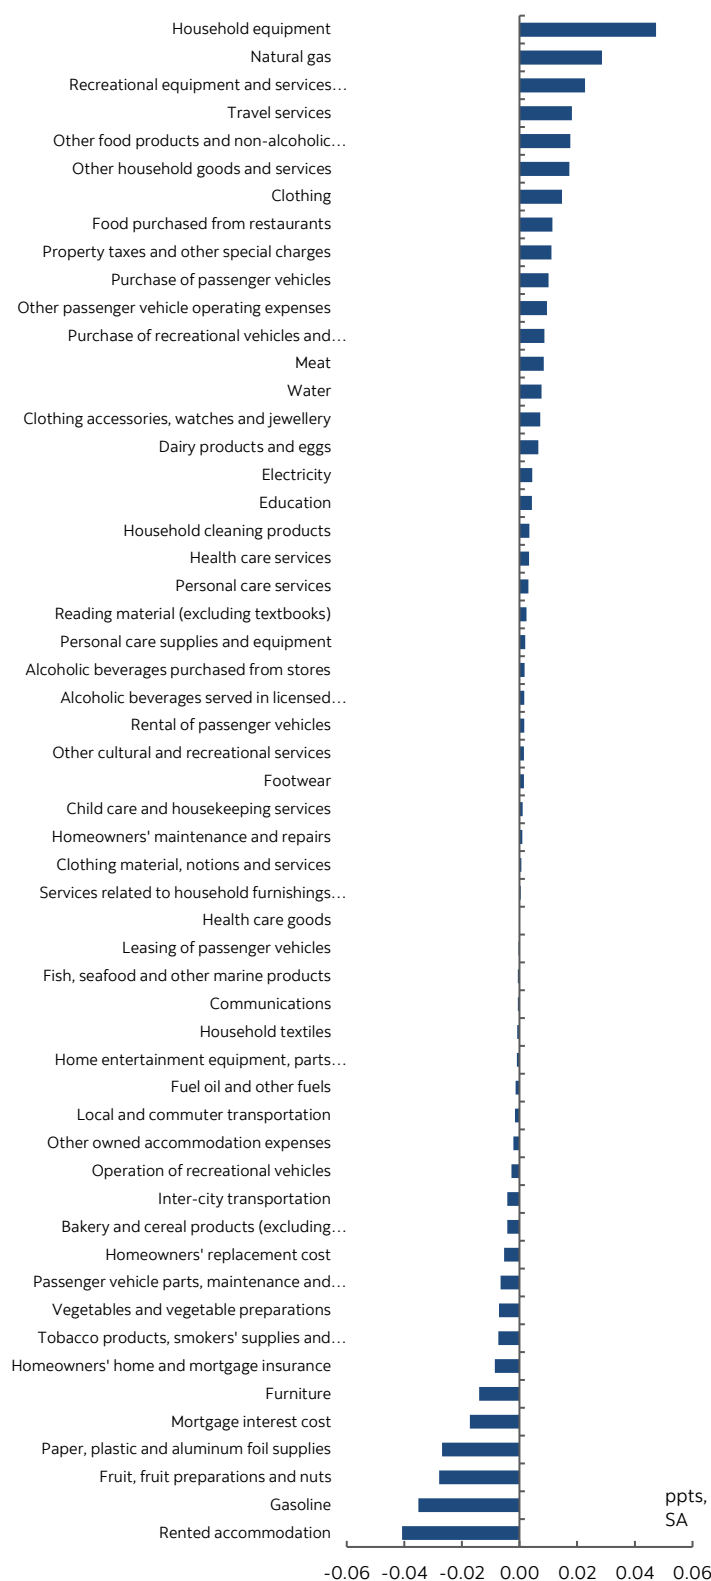 Household equipment
Natural gas
Recreational equipment and services…
Travel services
Other food products and non-alcoholic…
Other household goods and services
Clothing
Food purchased from restaurants
Property taxes and other special charges
Purchase of passenger vehicles
Other passenger vehicle operating expenses
Purchase of recreational vehicles and…
Meat
Water
Clothing accessories, watches and jewellery
Dairy products and eggs
Electricity
Education
Household cleaning products
Health care services
Personal care services
Reading material (excluding textbooks)
Personal care supplies and equipment
Alcoholic beverages purchased from stores
Alcoholic beverages served in licensed…
Rental of passenger vehicles
Other cultural and recreational services
Footwear
Child care and housekeeping services
Homeowners' maintenance and repairs
Clothing material, notions and services
Services related to household furnishings…
Health care goods
Leasing of passenger vehicles
Fish, seafood and other marine products
Communications
Household textiles
Home entertainment equipment, parts…
Fuel oil and other fuels
Local and commuter transportation
Other owned accommodation expenses
Operation of recreational vehicles
Inter-city transportation
Bakery and cereal products (excluding…
Homeowners' replacement cost
Passenger vehicle parts, maintenance and…
Vegetables and vegetable preparations
Tobacco products, smokers' supplies and…
Homeowners' home and mortgage insurance
Furniture
Mortgage interest cost
Paper, plastic and aluminum foil supplies
Fruit, fruit preparations and nuts
Gasoline
Rented accommodation
ppts,
SA
-0.06 -0.04 -0.02 0.00 0.02 0.04 0.06